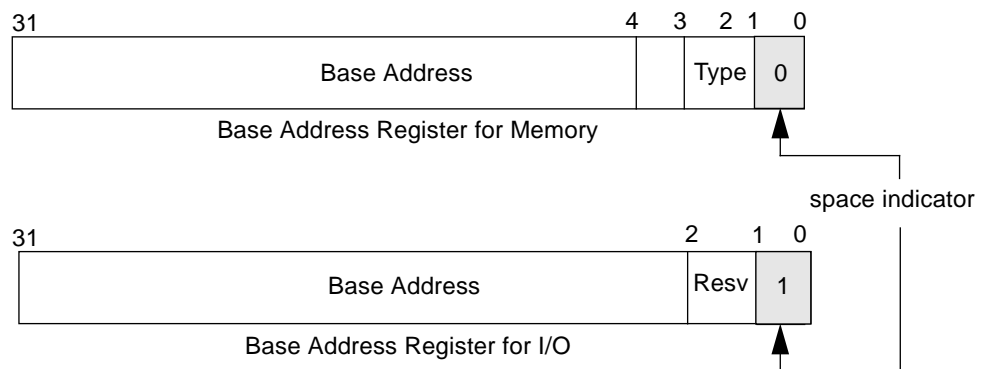 31 4 3 2 1 0
Base Address Type 0
Base Address Register for Memory
space indicator
31 2 1 0
Base Address Resv 1
Base Address Register for I/O